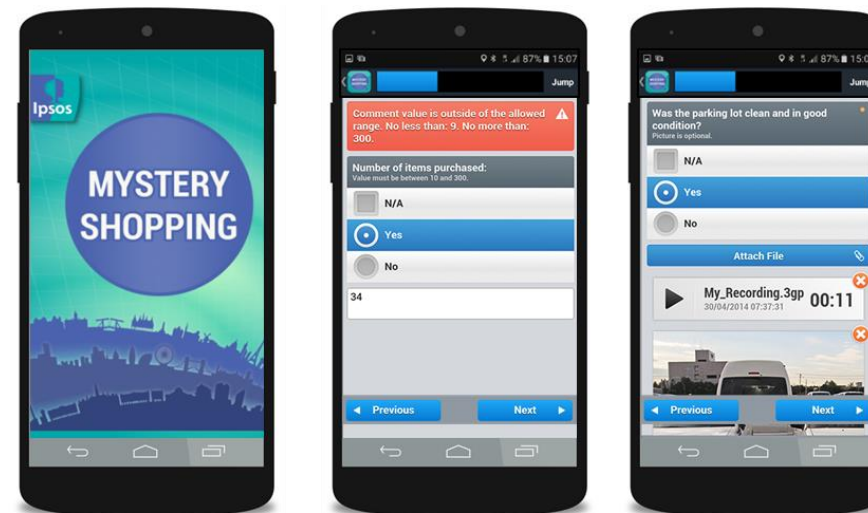 Ipsos
MYSTERY
SHOPPING
87% 15:07
Jump
Comment value is outside of the allowed
range. No less than: 9. No more than:
300.
Number of items purchased:
Value must be between 10 and 300.
N/A
Yes
No
34
Previous
Next
87% 15:0
Jump
Was the parking lot clean and in good
condition?
Picture is optional.
N/A
Yes
No
Attach File
My_Recording.3gp 00:11
30/04/2014 07:37:31
Previous
Next